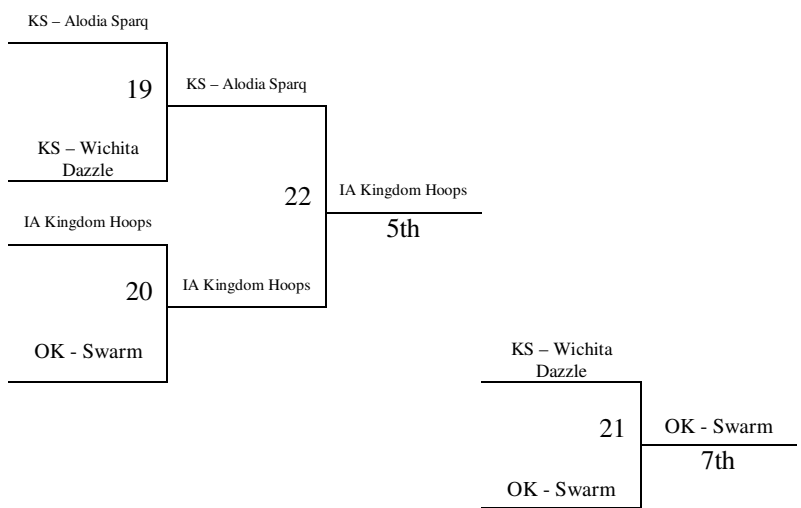 KS – Alodia Sparq
19
KS – Alodia Sparq
KS – Wichita
Dazzle
22
IA Kingdom Hoops
5th
IA Kingdom Hoops
20
IA Kingdom Hoops
OK - Swarm
KS – Wichita
Dazzle
21
OK - Swarm
7th
OK - Swarm